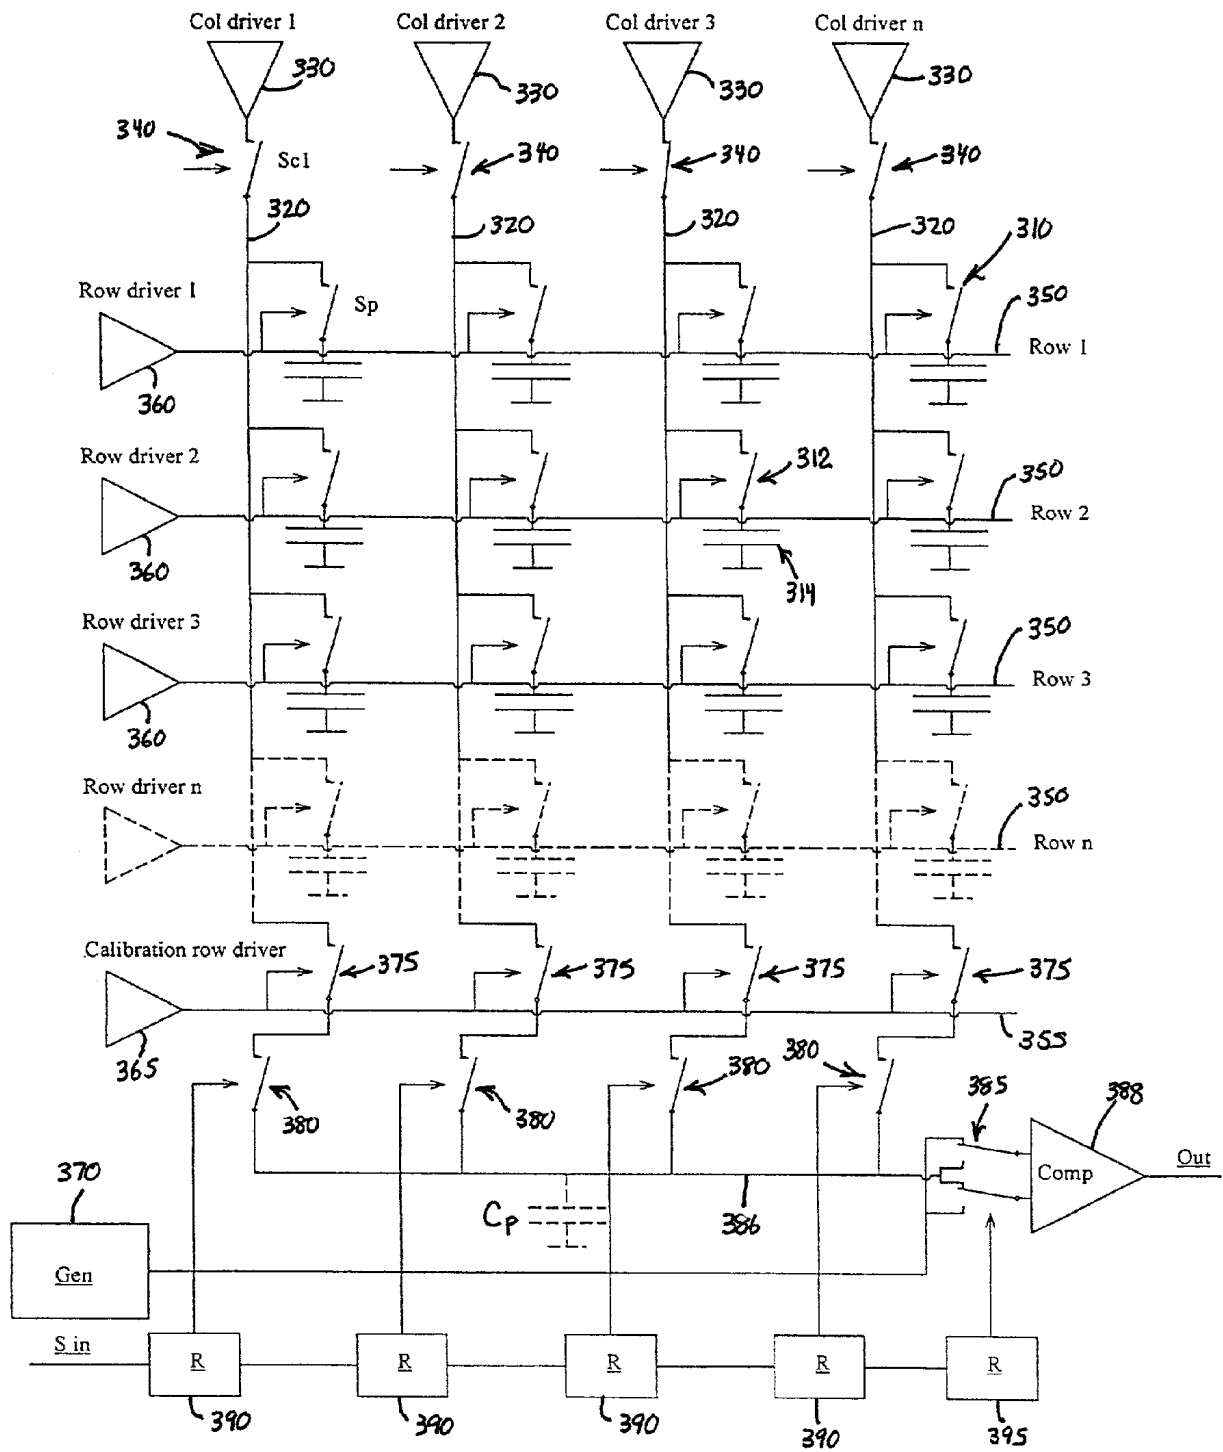 Col driver 1 Col driver 2 Col driver 3 Col driver n
330 330 330 330
340 Sc1 340 340 340
320 320 320 320 310
Row driver 1 Sp 350
Row 1
360
Row driver 2 312 350
Row 2
360 314
Row driver 3 350
Row 3
360
Row driver n 350
Row n
Calibration row driver 375 375 375 375
365 355
380 380 380 380 385 388
370 Comp Out
Cp 386
Gen
S in R R R R R
390 390 390 390 395